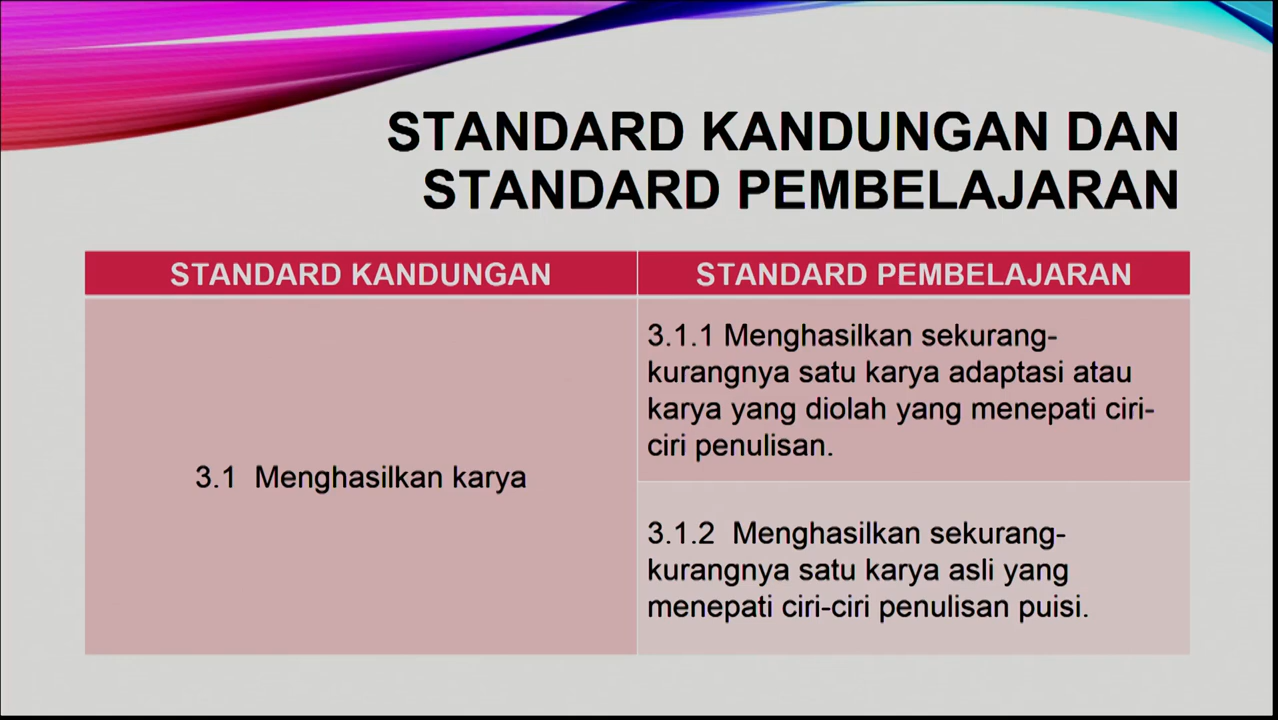 STANDARD KANDUNGAN DAN
STANDARD PEMBELAJARAN
STANDARD KANDUNGAN
STANDARD PEMBELAJARAN
3.1 Menghasilkan karya
3.1.1 Menghasilkan sekurang-
kurangnya satu karya adaptasi atau
karya yang diolah yang menepati ciri-
ciri penulisan.
3.1.2 Menghasilkan sekurang-
kurangnya satu karya asli yang
menepati ciri-ciri penulisan puisi.